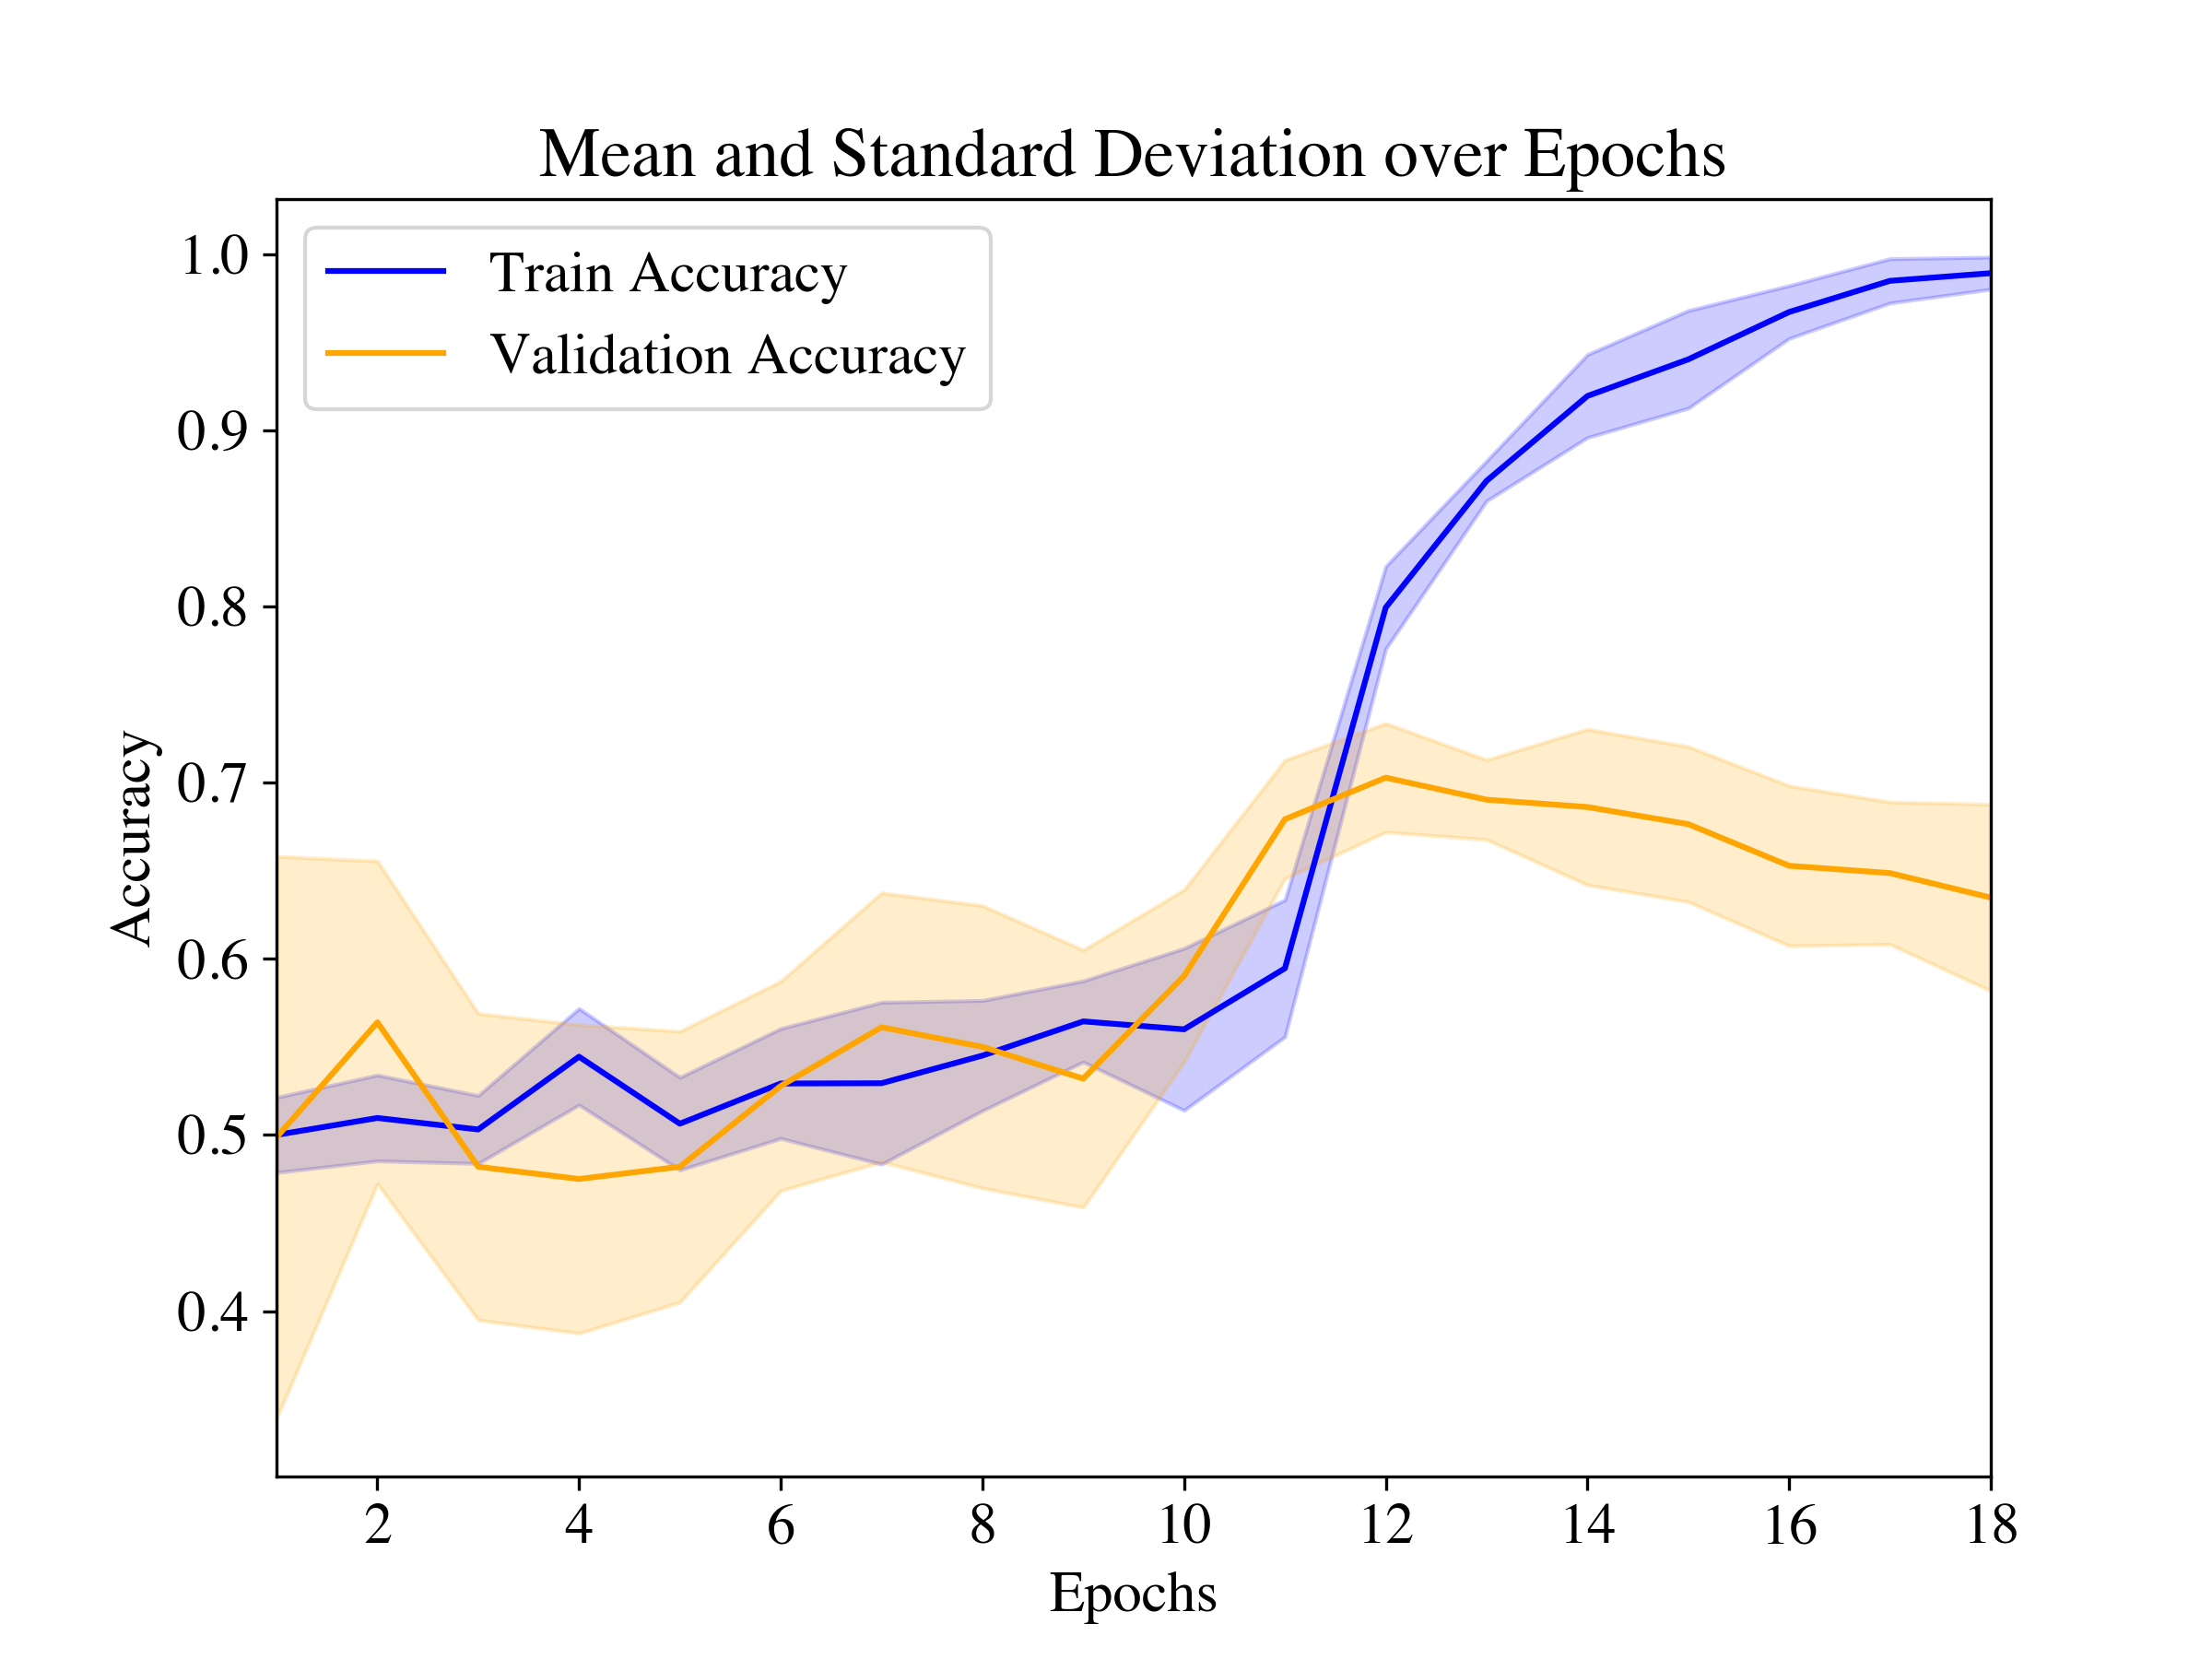 Mean and Standard Deviation over Epochs
Train Accuracy
Validation Accuracy
1.0
0.9
0.8
0.7
0.6
0.5
0.4
Accuracy
2 4 6 8 10 12 14 16 18
Epochs